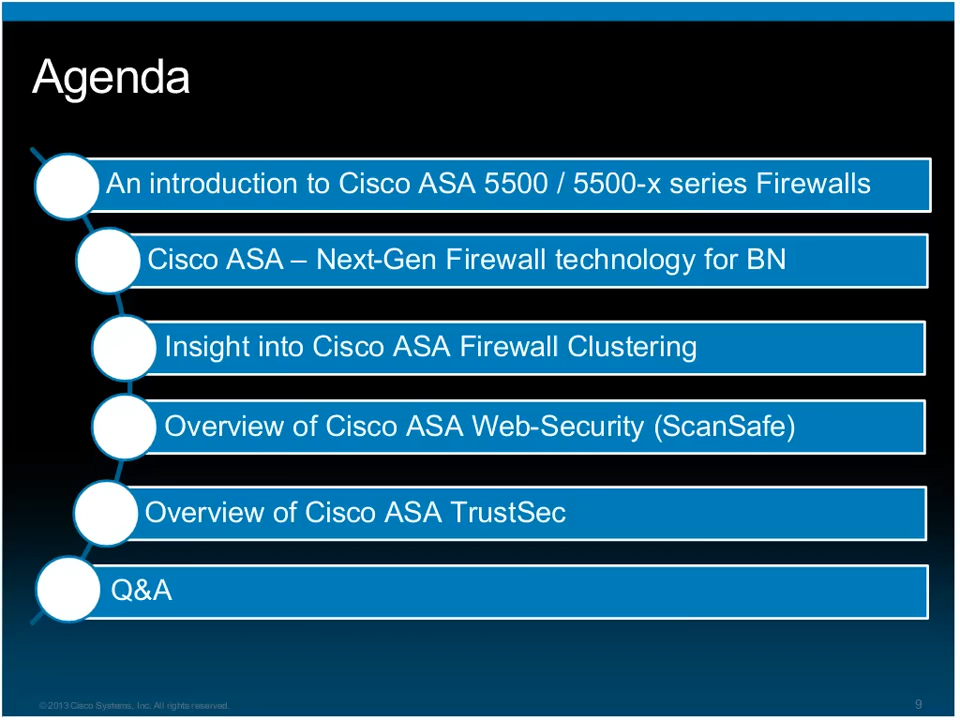 Agenda
An introduction to Cisco ASA 5500 / 5500-x series Firewalls
Cisco ASA – Next-Gen Firewall technology for BN
Insight into Cisco ASA Firewall Clustering
Overview of Cisco ASA Web-Security (ScanSafe)
Overview of Cisco ASA TrustSec
Q&A
© 2013 Cisco Systems, Inc. All rights reserved.
9